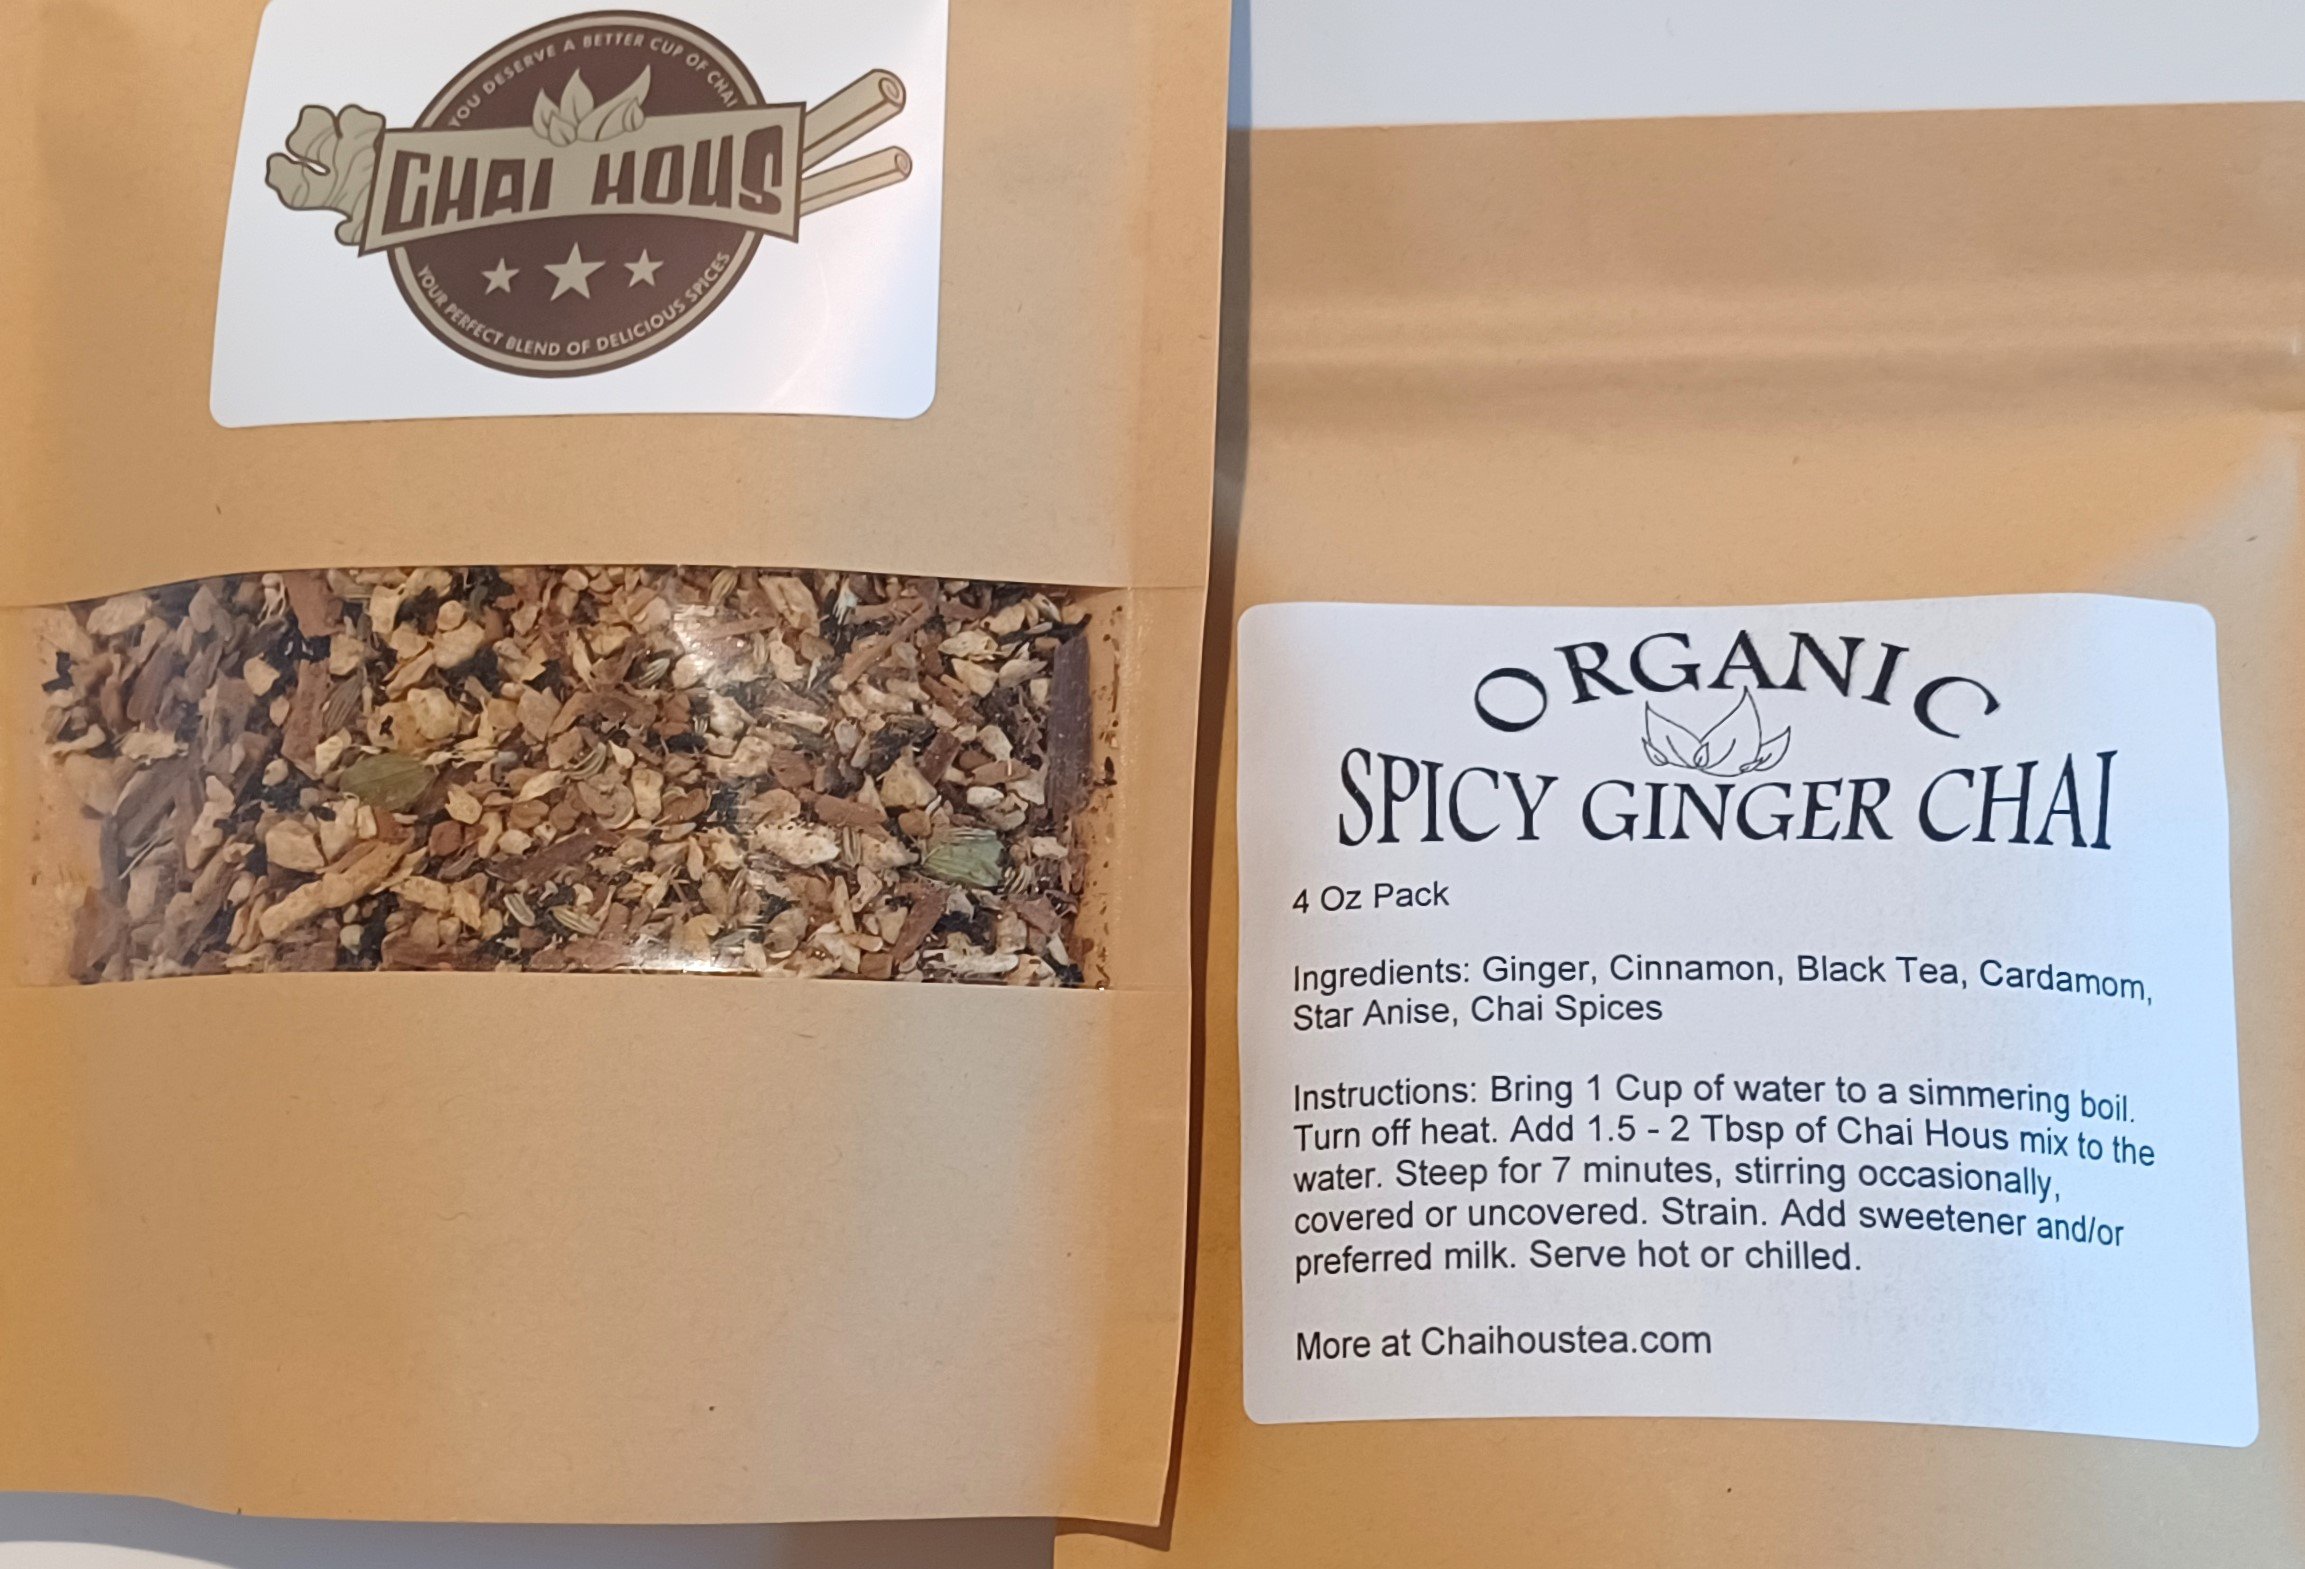 YOU DESERVE A BETTER CUP OF CHAI
CHAI HOUS
YOUR PERFECT BLEND OF DELICIOUS SPICES
ORGANIC
SPICY GINGER CHAI
4 Oz Pack
Ingredients: Ginger, Cinnamon, Black Tea, Cardamom,
Star Anise, Chai Spices
Instructions: Bring 1 Cup of water to a simmering boil.
Turn off heat. Add 1.5 - 2 Tbsp of Chai Hous mix to the
water. Steep for 7 minutes, stirring occasionally,
covered or uncovered. Strain. Add sweetener and/or
preferred milk. Serve hot or chilled.
More at Chaihoustea.com